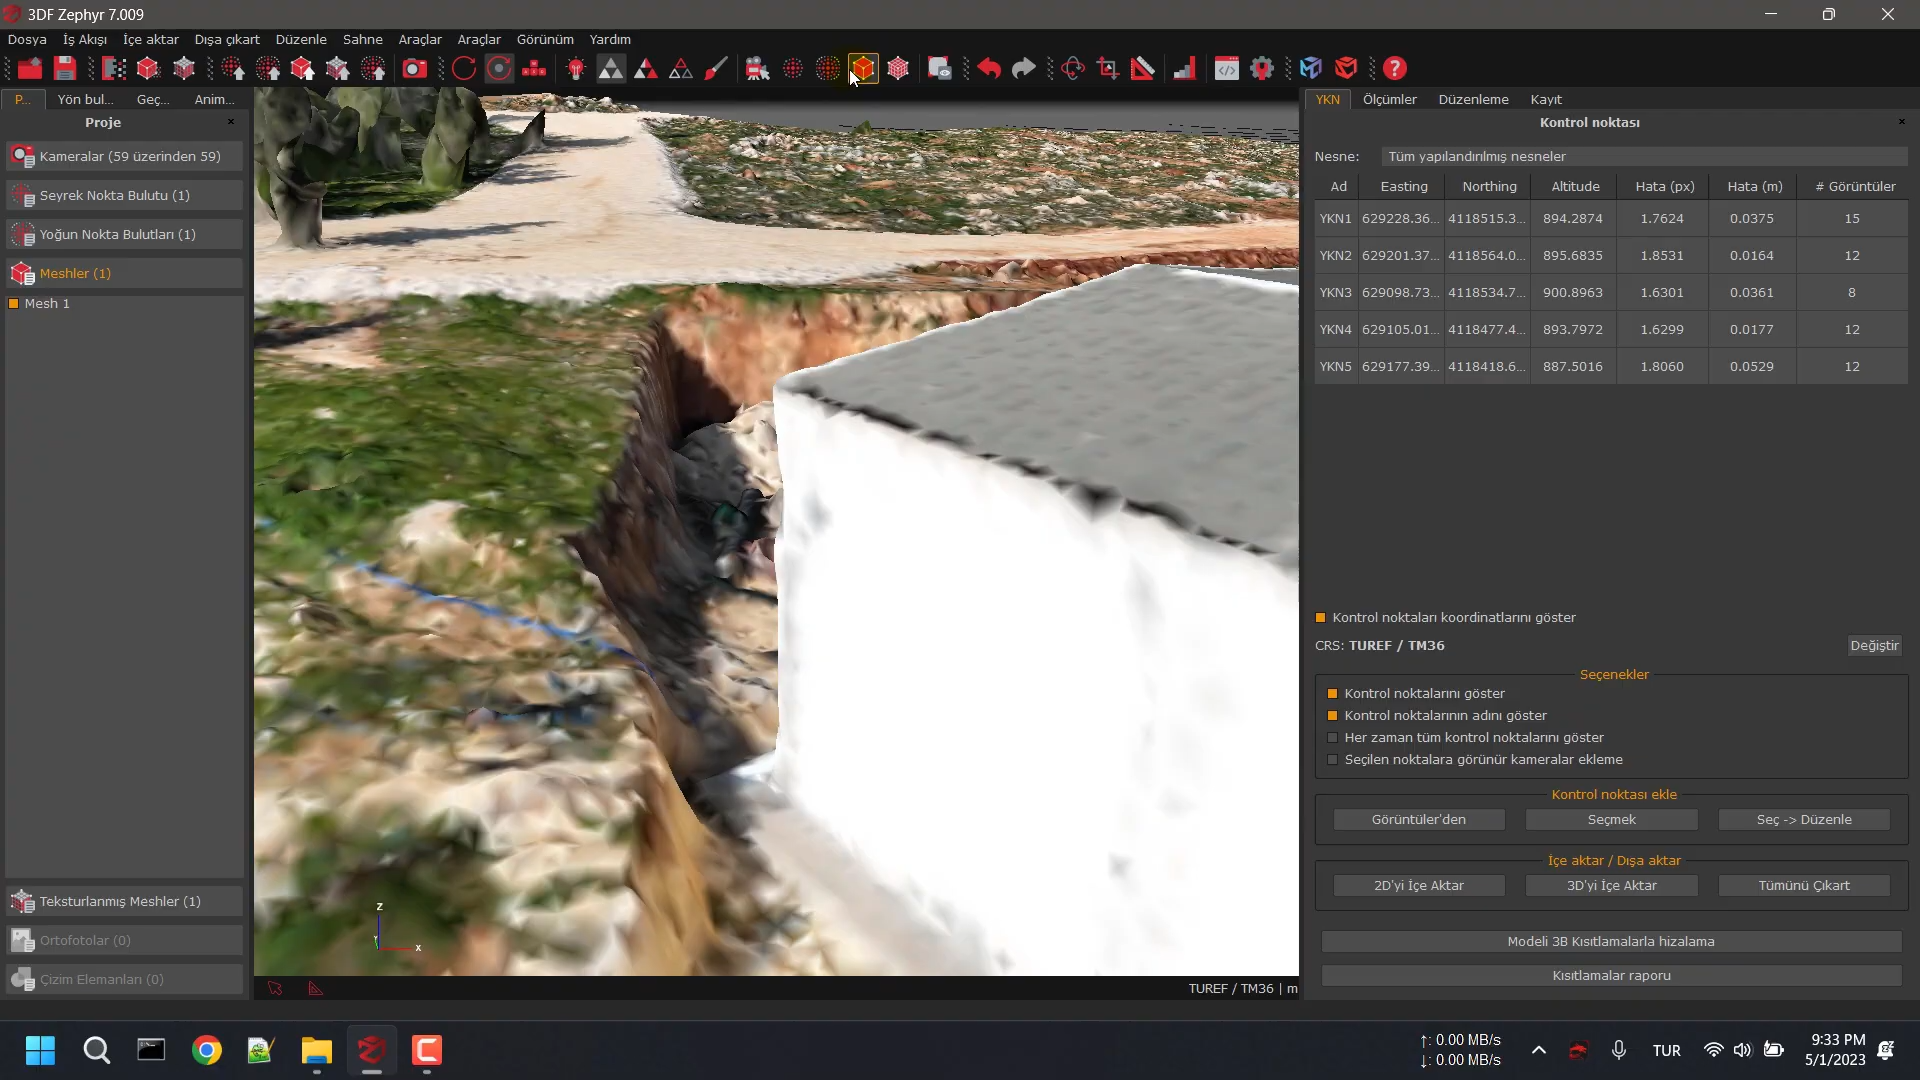 3DF Zephyr 7.009
Dosya İş Akışı İçe aktar Dışa çıkart Düzenle Sahne Araçlar Araçlar Görünüm Yardım
P... Yön bul... Geç... Anim...
Proje
Kameralar (59 üzerinden 59)
Seyrek Nokta Bulutu (1)
Yoğun Nokta Bulutları (1)
Meshler (1)
Mesh 1
Teksturlanmış Meshler (1)
Ortofotolar (0)
Çizim Elemanları (0)
z
x
TUREF / TM36 | m
YKN Ölçümler Düzenleme Kayıt
Kontrol noktası
Nesne: Tüm yapılandırılmış nesneler
Ad Easting Northing Altitude Hata (px) Hata (m) # Görüntüler
YKN1 629228.36... 4118515.3... 894.2874 1.7624 0.0375 15
YKN2 629201.37... 4118564.0... 895.6835 1.8531 0.0164 12
YKN3 629098.73... 4118534.7... 900.8963 1.6301 0.0361 8
YKN4 629105.01... 4118477.4... 893.7972 1.6299 0.0177 12
YKN5 629177.39... 4118418.6... 887.5016 1.8060 0.0529 12
Kontrol noktaları koordinatlarını göster
CRS: TUREF / TM36 Değiştir
Seçenekler
Kontrol noktalarını göster
Kontrol noktalarının adını göster
Her zaman tüm kontrol noktalarını göster
Seçilen noktalara görünür kameralar ekleme
Kontrol noktası ekle
Görüntüler'den Seçmek Seç -> Düzenle
İçe aktar / Dışa aktar
2D'yi İçe Aktar 3D'yi İçe Aktar Tümünü Çıkart
Modeli 3B Kısıtlamalarla hizalama
Kısıtlamalar raporu
↑: 0.00 MB/s
↓: 0.00 MB/s
TUR
9:33 PM
5/1/2023